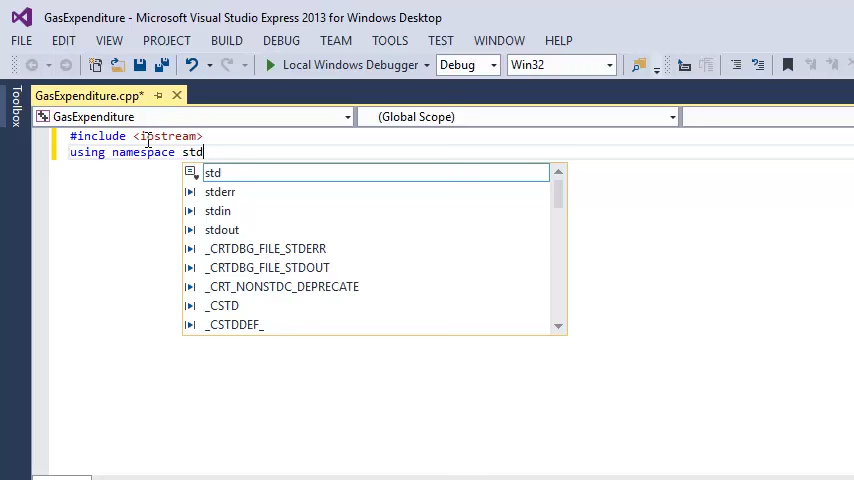 GasExpenditure - Microsoft Visual Studio Express 2013 for Windows Desktop
FILE EDIT VIEW PROJECT BUILD DEBUG TEAM TOOLS TEST WINDOW HELP
Local Windows Debugger Debug Win32
Toolbox
GasExpenditure.cpp*
GasExpenditure (Global Scope)
#include <iostream>
using namespace std
std
stderr
stdin
stdout
_CRTDBG_FILE_STDERR
_CRTDBG_FILE_STDOUT
_CRT_NONSTDC_DEPRECATE
_CSTD
_CSTDDEF_